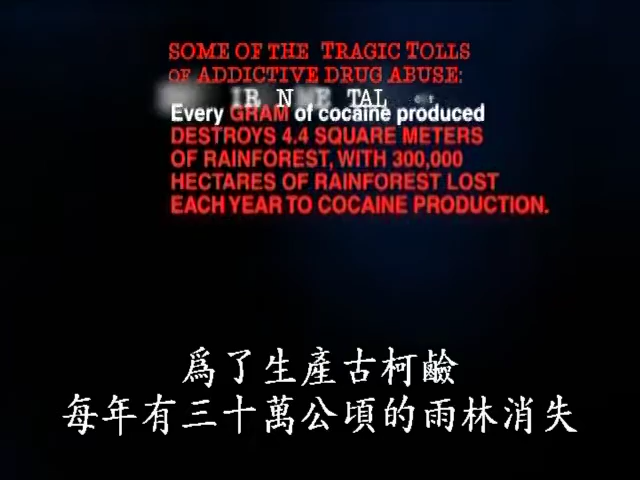 SOME OF THE TRAGIC TOLLS
OF ADDICTIVE DRUG ABUSE:
Every GRAM of cocaine produced
DESTROYS 4.4 SQUARE METERS
OF RAINFOREST, WITH 300,000
HECTARES OF RAINFOREST LOST
EACH YEAR TO COCAINE PRODUCTION.
為了生產古柯鹼
每年有三十萬公頃的雨林消失